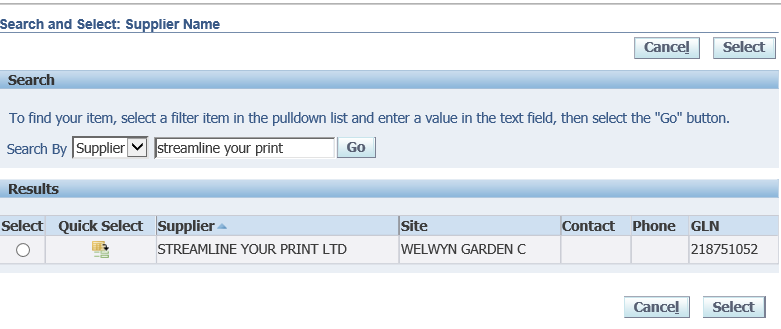 Search and Select: Supplier Name
Cancel Select
Search
To find your item, select a filter item in the pulldown list and enter a value in the text field, then select the "Go" button.
Search By Supplier streamline your print Go
Results
Select Quick Select Supplier Site Contact Phone GLN
STREAMLINE YOUR PRINT LTD WELWYN GARDEN C 218751052
Cancel Select